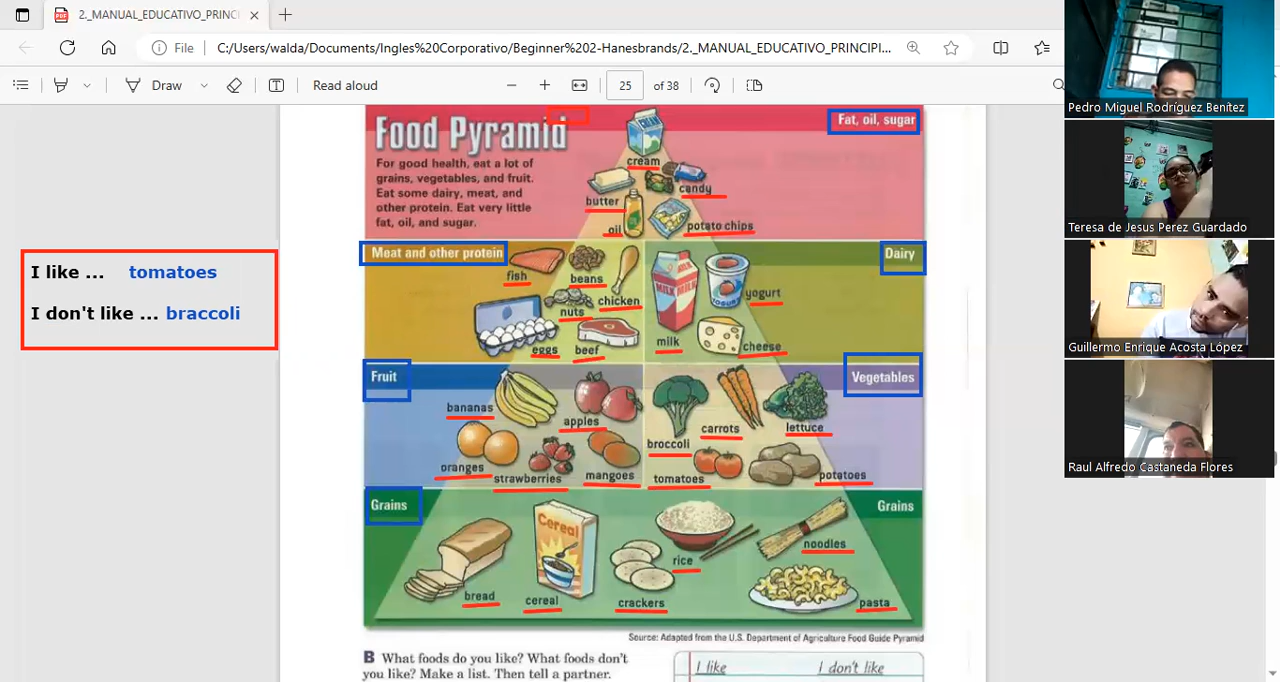 2._MANUAL_EDUCATIVO_PRINCI
File
C:/Users/walda/Documents/Ingles%20Corporativo/Beginner%202-Hanesbrands/2._MANUAL_EDUCATIVO_PRINCIPI...
Draw
Read aloud
25
of 38
I like ... tomatoes
I don't like ... braccoli
Food Pyramid
For good health, eat a lot of
grains, vegetables, and fruit.
Eat some dairy, meat, and
other protein. Eat very little
fat, oil, and sugar.
Fat, oil, sugar
CREAM
cream
candy
butter
oil
potato chips
Meat and other protein
fish
beans
chicken
nuts
eggs
beef
Dairy
MILK
YOGURT
yogurt
milk
cheese
Fruit
bananas
apples
oranges
strawberries
mangoes
Vegetables
broccoli
carrots
lettuce
tomatoes
potatoes
Grains
Grains
Cereal
bread
cereal
crackers
rice
noodles
pasta
Source: Adapted from the U.S. Department of Agriculture Food Guide Pyramid
B What foods do you like? What foods don't
you like? Make a list. Then tell a partner.
I like
I don't like
Pedro Miguel Rodríguez Benítez
Teresa de Jesus Perez Guardado
Guillermo Enrique Acosta López
Raul Alfredo Castaneda Flores